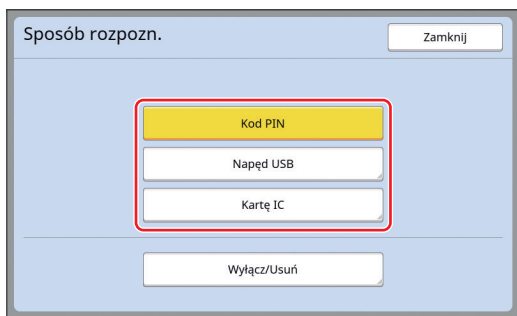 Sposób rozpozn.
Zamknij
Kod PIN
Napęd USB
Kartę IC
Wyłącz/Usuń